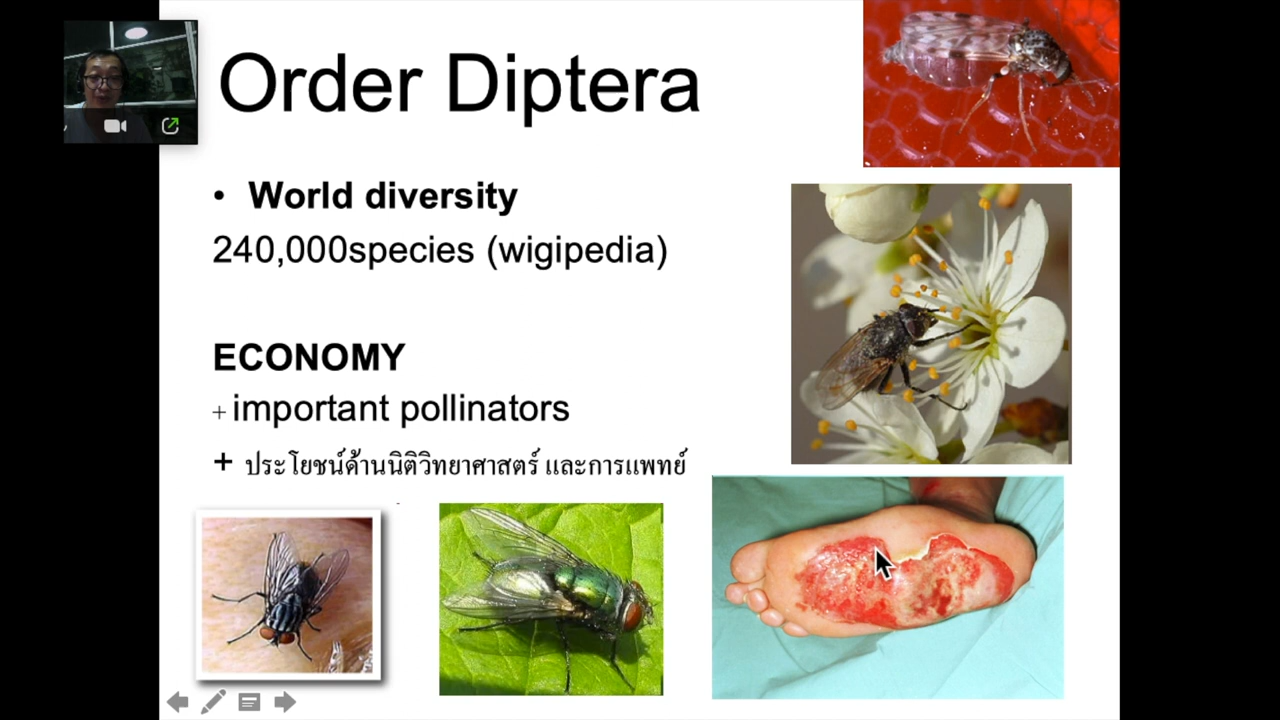 Order Diptera
• World diversity
240,000species (wigipedia)
ECONOMY
+ important pollinators
+ ประโยชน์ด้านนิติวิทยาศาสตร์ และการแพทย์